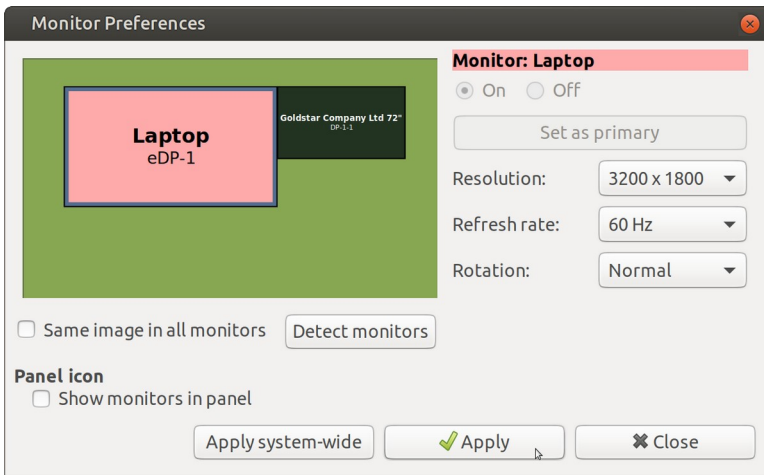 Monitor Preferences
Monitor: Laptop
On Off
Set as primary
Laptop
eDP-1
Goldstar Company Ltd 72"
DP-1-1
Resolution: 3200 x 1800
Refresh rate: 60 Hz
Rotation: Normal
Same image in all monitors Detect monitors
Panel icon
Show monitors in panel
Apply system-wide Apply Close